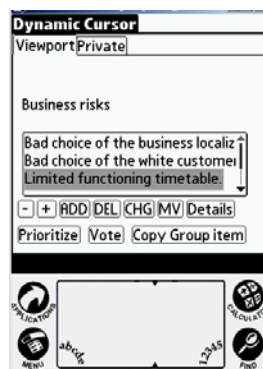 Dynamic Cursor
Viewport Private
Business risks
Bad choice of the business localiz
Bad choice of the white customer
Limited functioning timetable.
- + ADD DEL CHG MV Details
Prioritize Vote Copy Group item
APPLICATIONS
MENU
abcde
12345
FIND